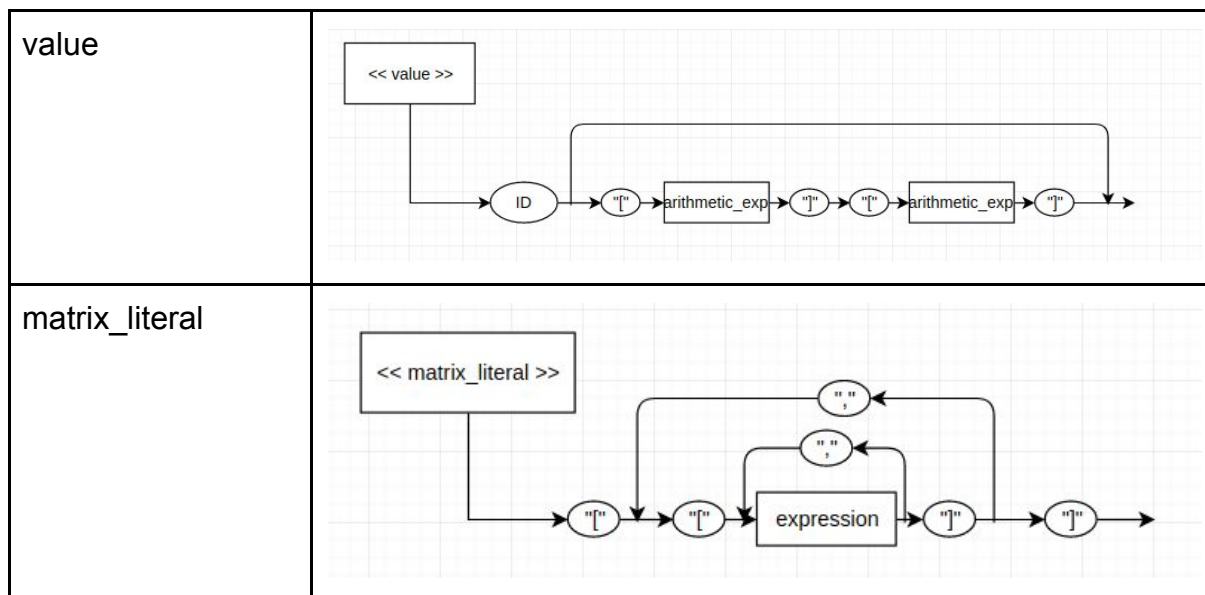 value
<< value >>
ID "[" arithmetic_exp "]" "[" arithmetic_exp "]"
matrix_literal
<< matrix_literal >>
","
","
"[" "[" expression "]" "]"